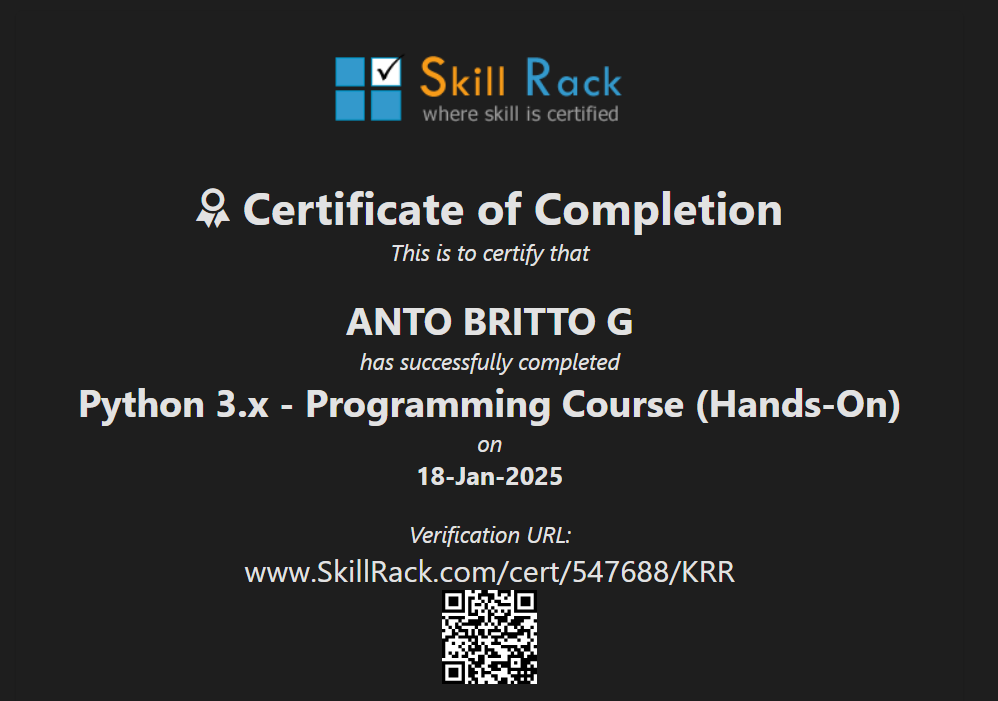 Skill Rack
where skill is certified
Certificate of Completion
This is to certify that
ANTO BRITTO G
has successfully completed
Python 3.x - Programming Course (Hands-On)
on
18-Jan-2025
Verification URL:
www.SkillRack.com/cert/547688/KRR